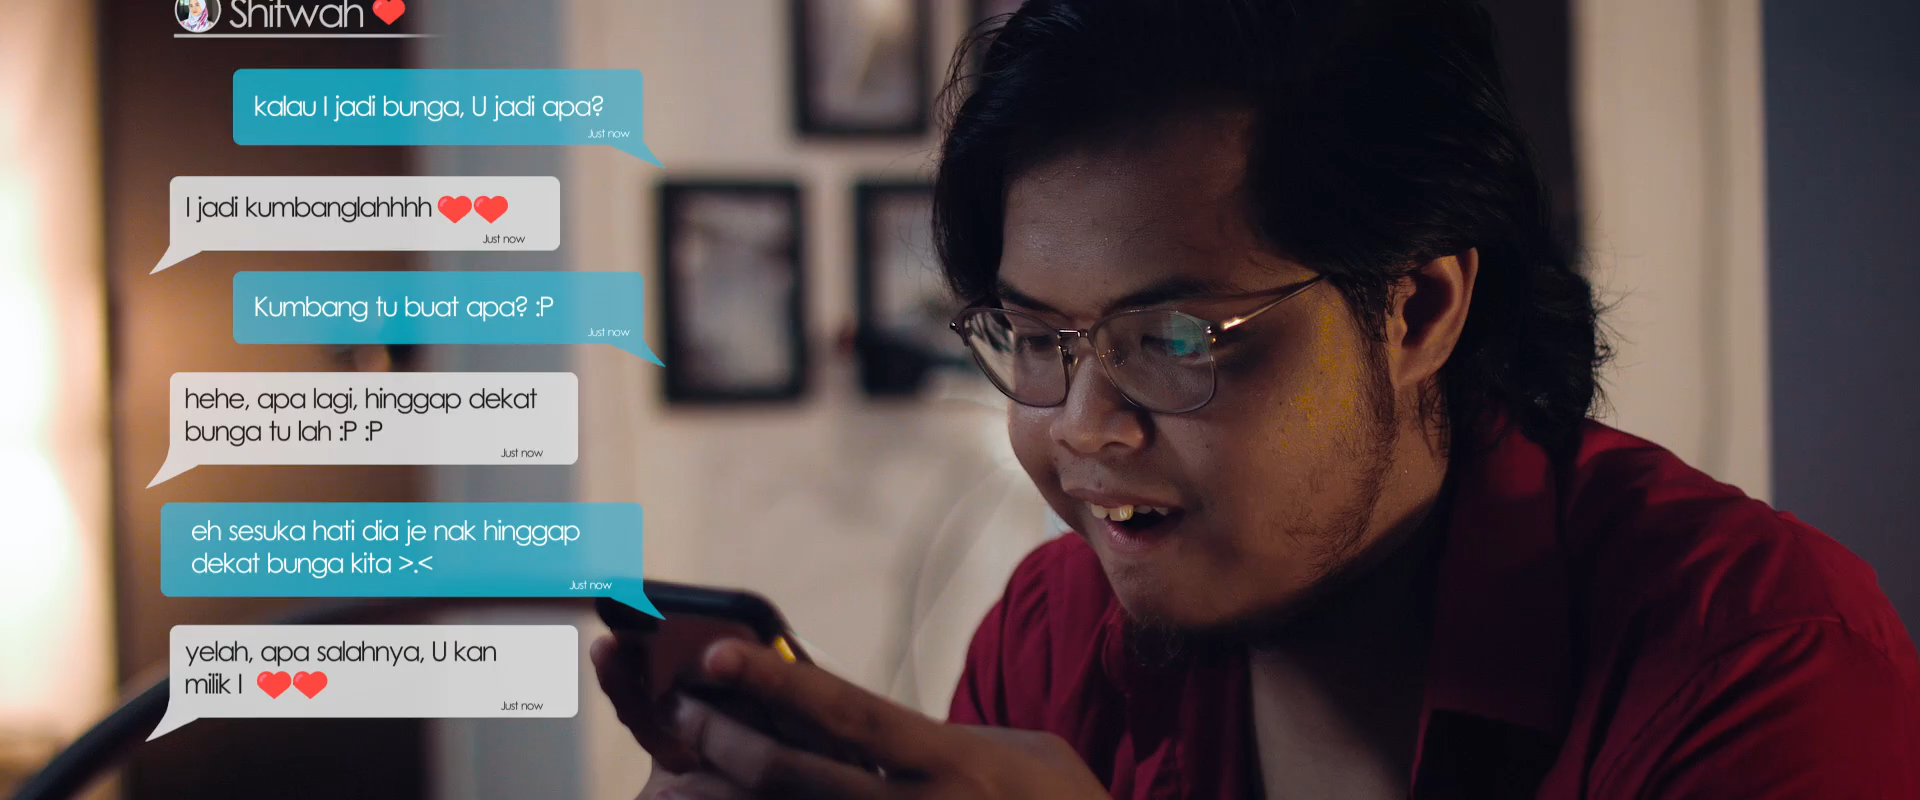 Shitwah ❤️
kalau I jadi bunga, U jadi apa?
Just now
I jadi kumbanglahhhh ❤️❤️
Just now
Kumbang tu buat apa? :P
Just now
hehe, apa lagi, hinggap dekat
bunga tu lah :P :P
Just now
eh sesuka hati dia je nak hinggap
dekat bunga kita >.<
Just now
yelah, apa salahnya, U kan
milik I ❤️❤️
Just now